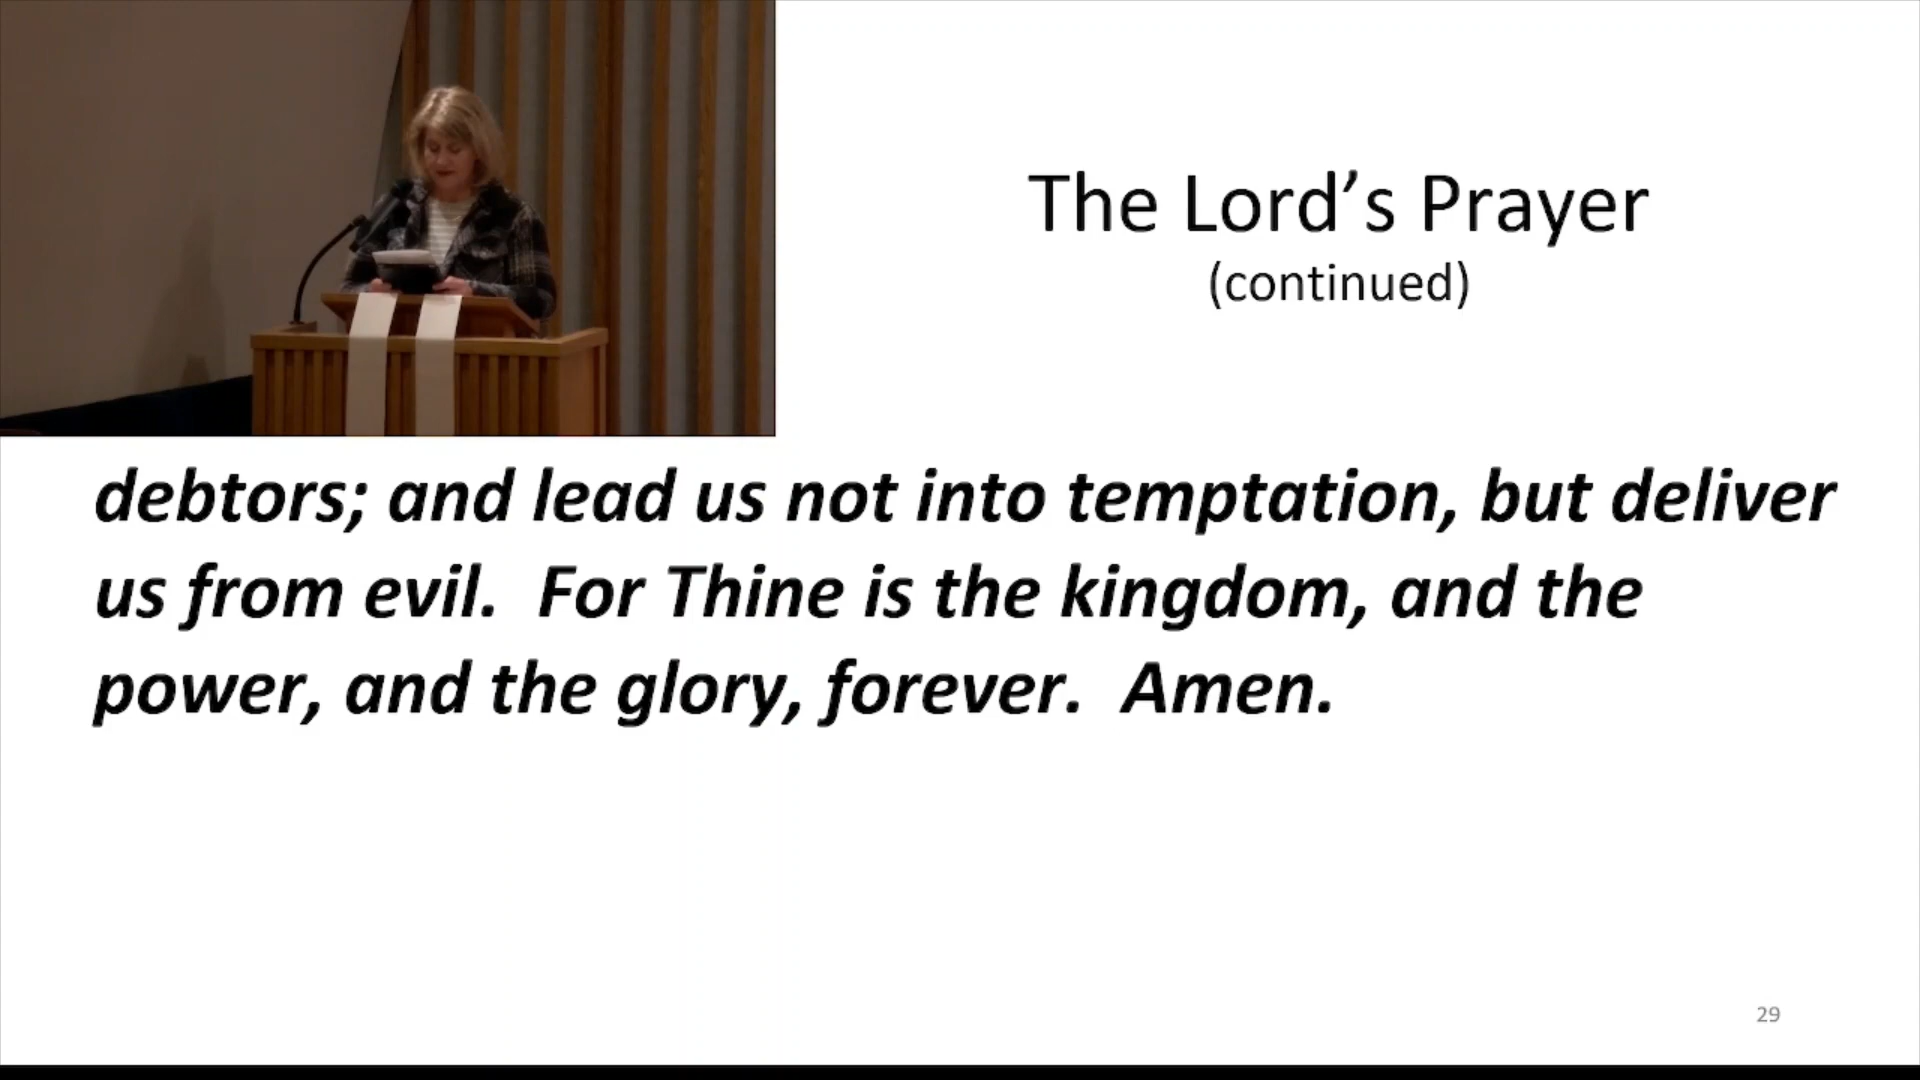 The Lord’s Prayer
(continued)
debtors; and lead us not into temptation, but deliver
us from evil.  For Thine is the kingdom, and the
power, and the glory, forever.  Amen.
29